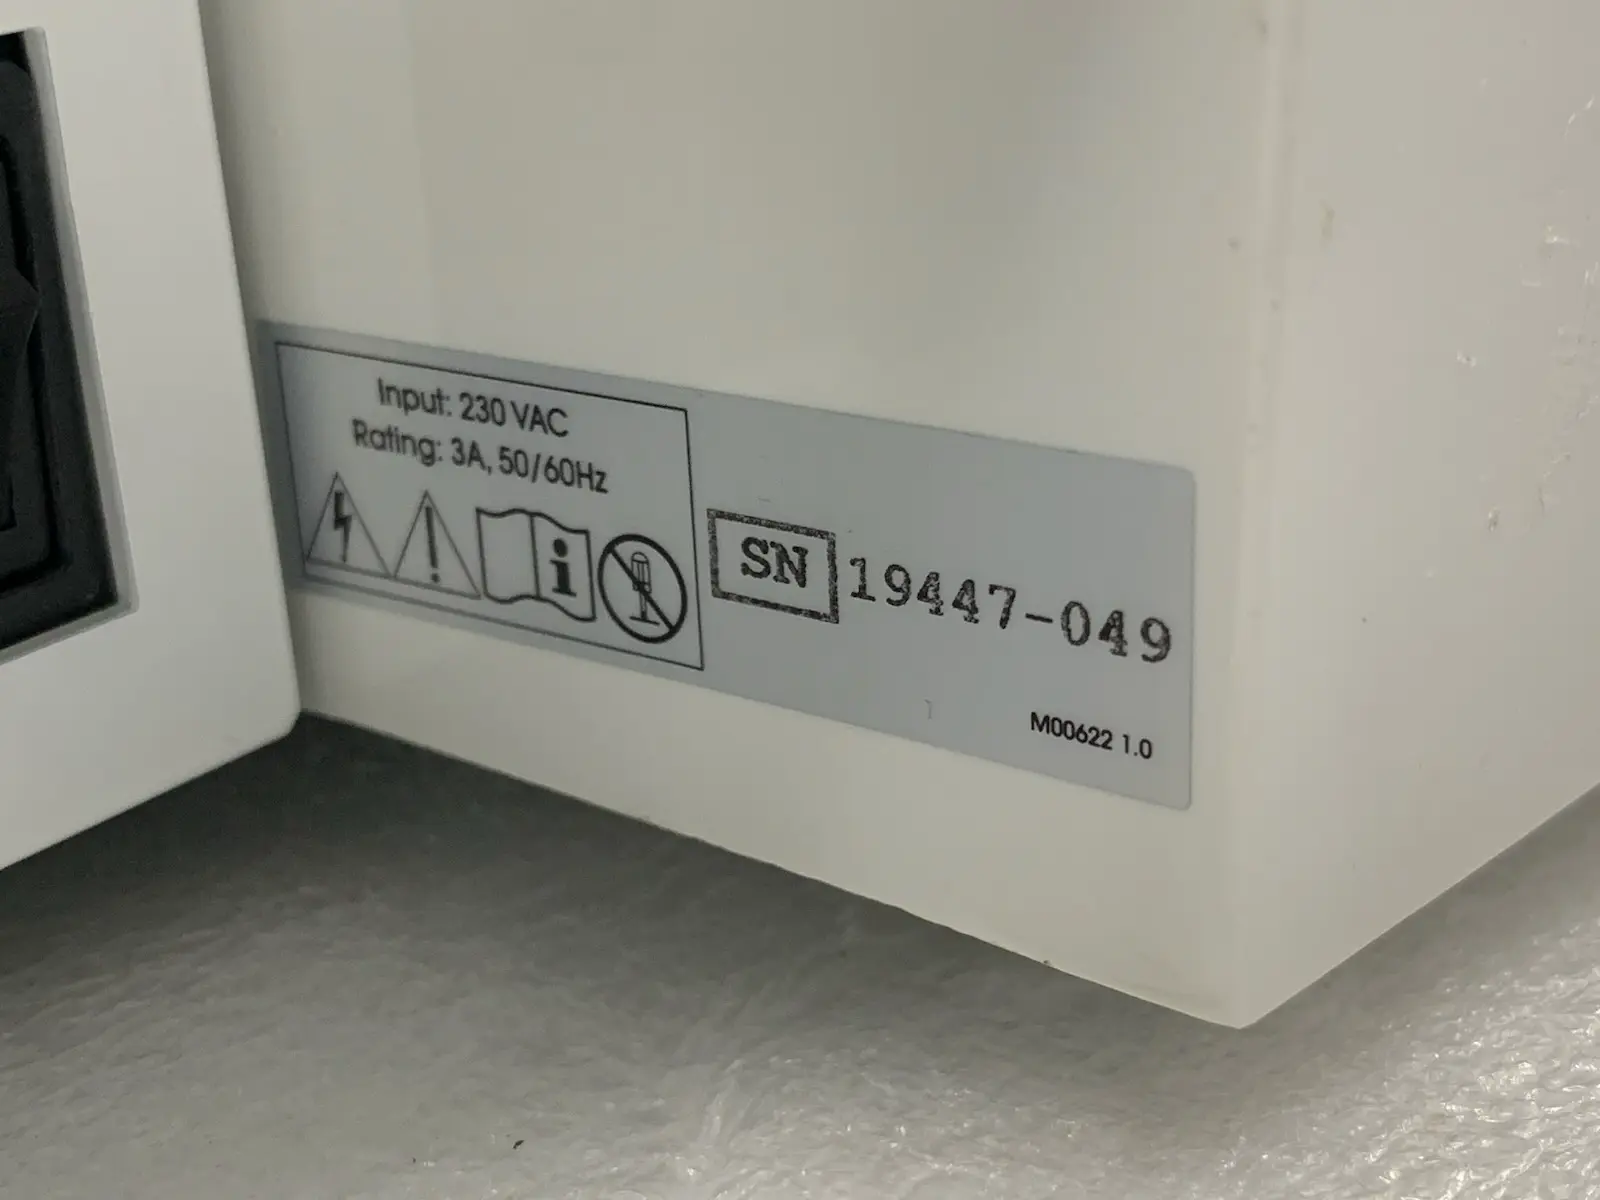 Input: 230 VAC
Rating: 3A, 50/60Hz
SN 19447-049
M00622 1.0